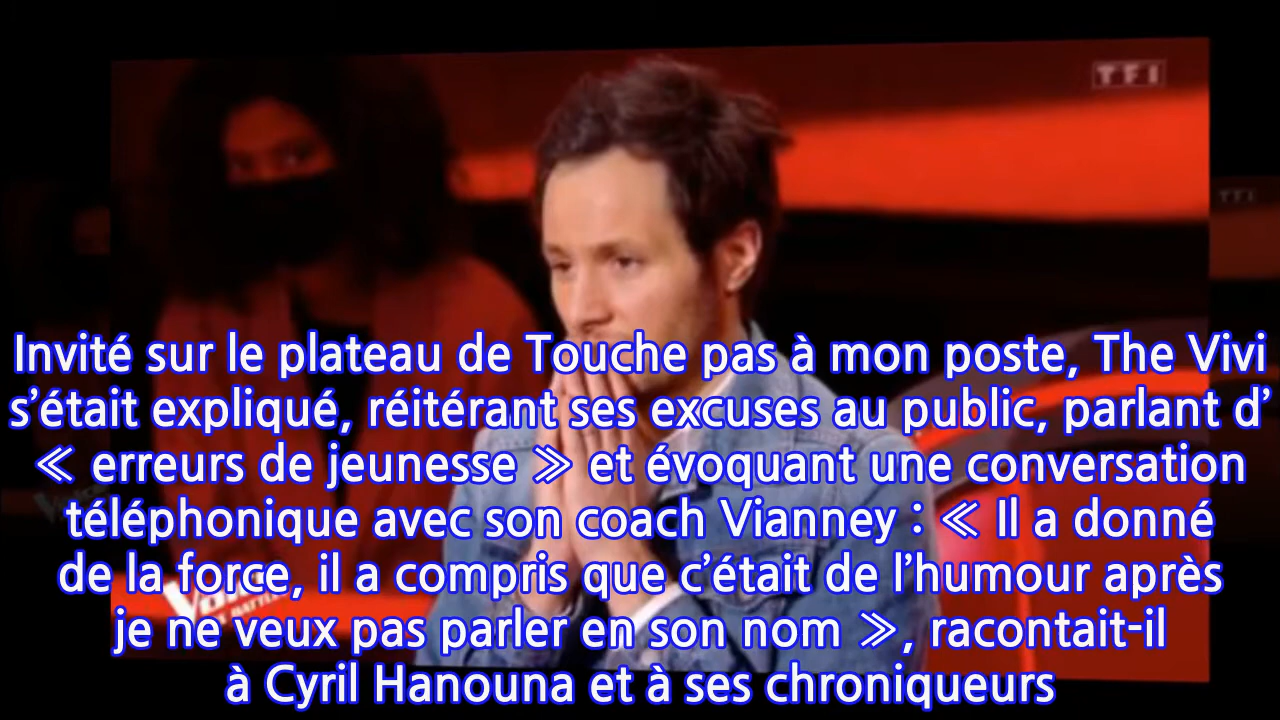 TF1
TF1
Invité sur le plateau de Touche pas à mon poste, The Vivi
s’était expliqué, réitérant ses excuses au public, parlant d’
« erreurs de jeunesse » et évoquant une conversation
téléphonique avec son coach Vianney : « Il a donné
de la force, il a compris que c’était de l’humour après
je ne veux pas parler en son nom », racontait-il
à Cyril Hanouna et à ses chroniqueurs